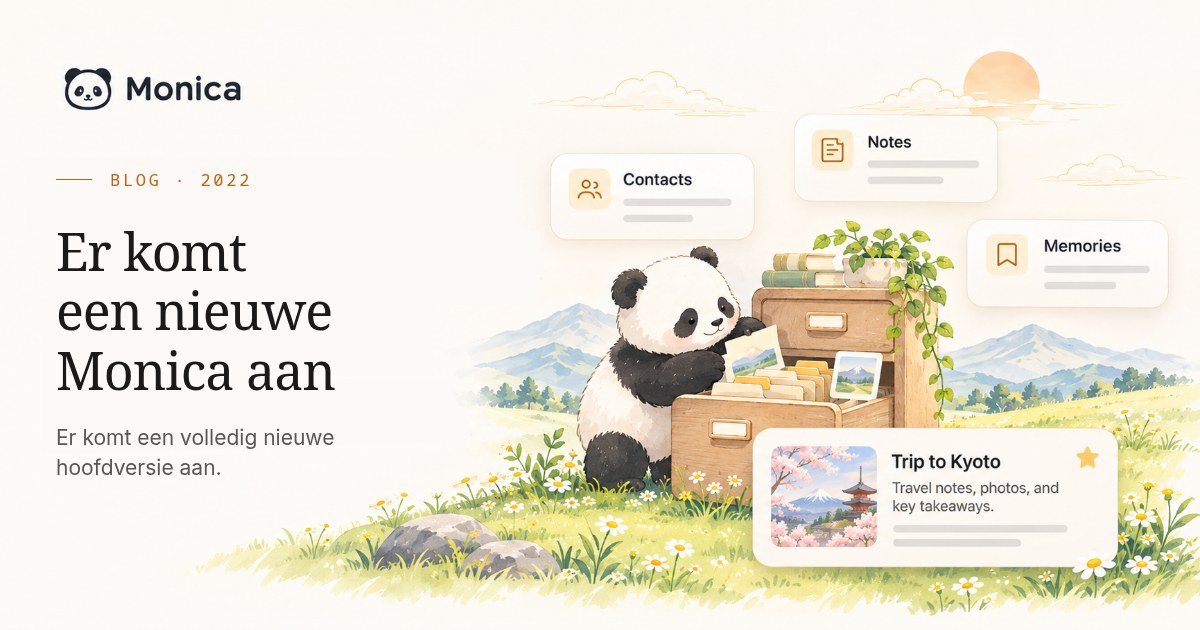 Monica
BLOG · 2022
Er komt
een nieuwe
Monica aan
Er komt een volledig nieuwe
hoofdversie aan.
Contacts
Notes
Memories
Trip to Kyoto
Travel notes, photos, and
key takeaways.